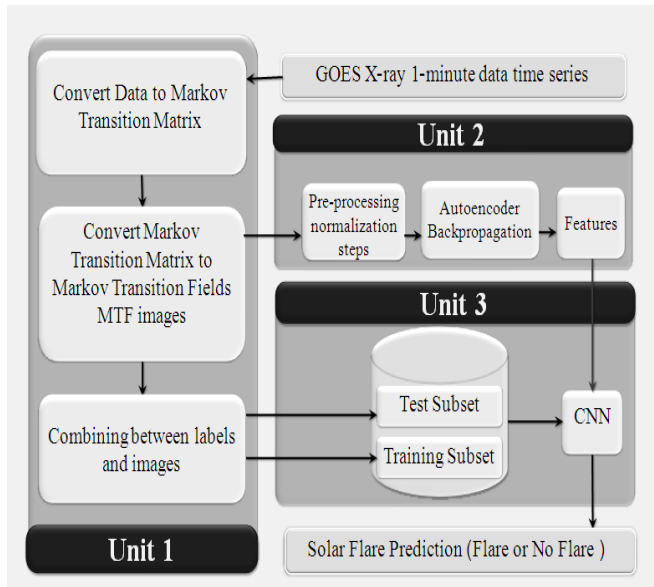 GOES X-ray 1-minute data time series
Convert Data to Markov
Transition Matrix
Unit 2
Pre-processing
normalization
steps
Autoencoder
Backpropagation
Features
Convert Markov
Transition Matrix to
Markov Transition Fields
MTF images
Unit 3
Test Subset
Training Subset
CNN
Combining between labels
and images
Unit 1
Solar Flare Prediction (Flare or No Flare )